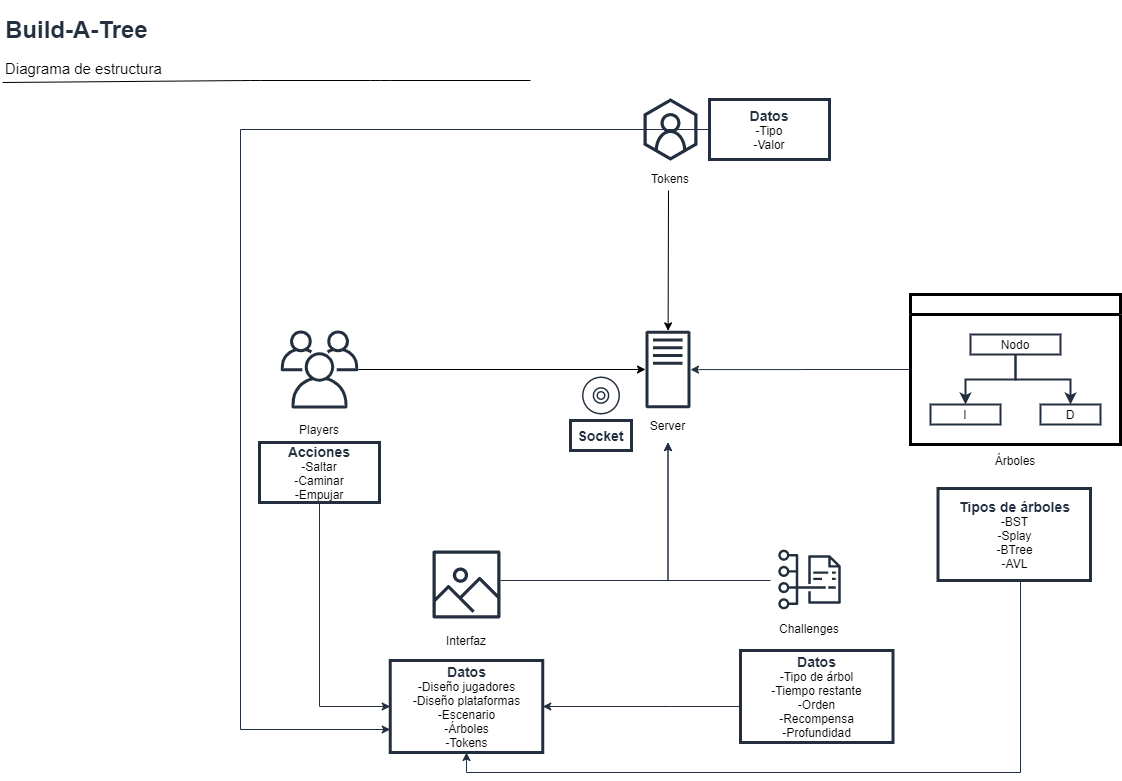 Build-A-Tree
Diagrama de estructura
Datos
-Tipo
-Valor
Tokens
Nodo
I
D
Árboles
Players
Acciones
-Saltar
-Caminar
-Empujar
Socket
Server
Tipos de árboles
-BST
-Splay
-BTree
-AVL
Interfaz
Challenges
Datos
-Diseño jugadores
-Diseño plataformas
-Escenario
-Árboles
-Tokens
Datos
-Tipo de árbol
-Tiempo restante
-Orden
-Recompensa
-Profundidad